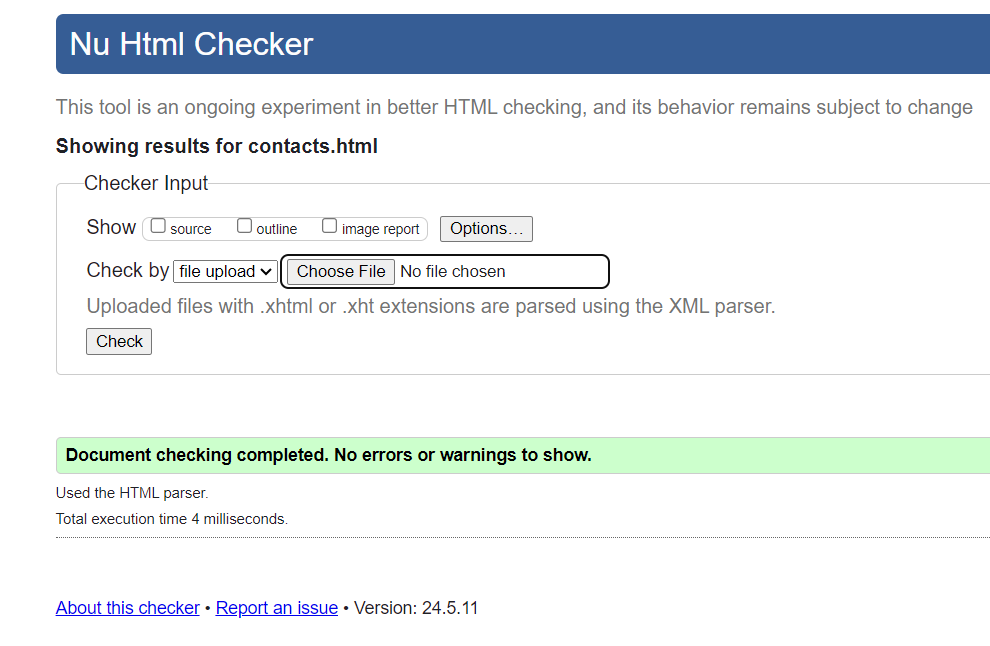 Nu Html Checker
This tool is an ongoing experiment in better HTML checking, and its behavior remains subject to change
Showing results for contacts.html
Checker Input
Show source outline image report Options…
Check by file upload Choose File No file chosen
Uploaded files with .xhtml or .xht extensions are parsed using the XML parser.
Check
Document checking completed. No errors or warnings to show.
Used the HTML parser.
Total execution time 4 milliseconds.
About this checker • Report an issue • Version: 24.5.11